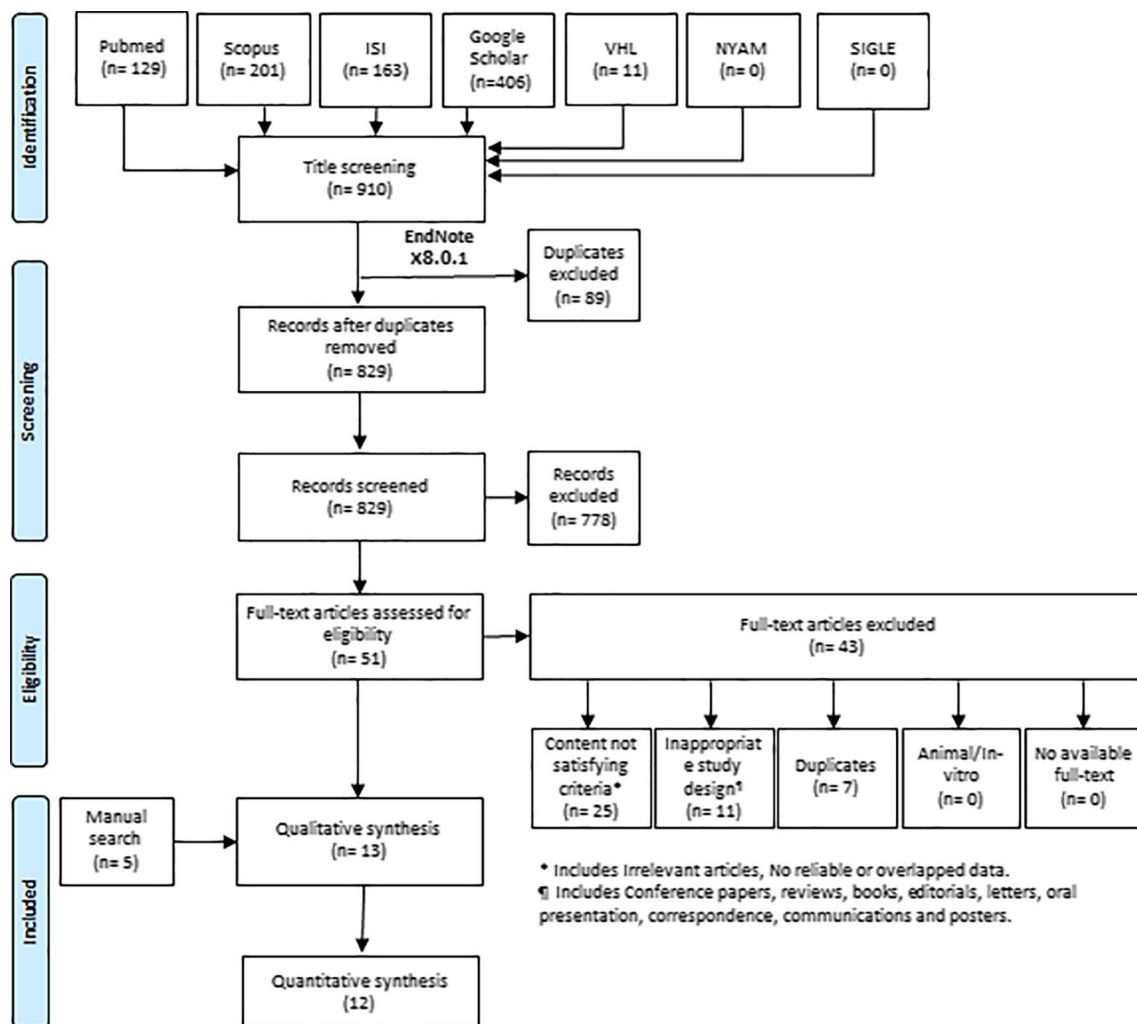 Identification
Pubmed
(n= 129)
Scopus
(n= 201)
ISI
(n= 163)
Google
Scholar
(n=406)
VHL
(n= 11)
NYAM
(n= 0)
SIGLE
(n= 0)
Title screening
(n= 910)
EndNote
X8.0.1
Duplicates
excluded
(n= 89)
Screening
Records after duplicates
removed
(n= 829)
Records screened
(n= 829)
Records
excluded
(n= 778)
Eligibility
Full-text articles assessed for
eligibility
(n= 51)
Full-text articles excluded
(n= 43)
Content not
satisfying
criteria*
(n= 25)
Inappropriat
e study
design¶
(n= 11)
Duplicates
(n= 7)
Animal/In-
vitro
(n= 0)
No available
full-text
(n= 0)
Included
Manual
search
(n= 5)
Qualitative synthesis
(n= 13)
* Includes Irrelevant articles, No reliable or overlapped data.
¶ Includes Conference papers, reviews, books, editorials, letters, oral
presentation, correspondence, communications and posters.
Quantitative synthesis
(12)